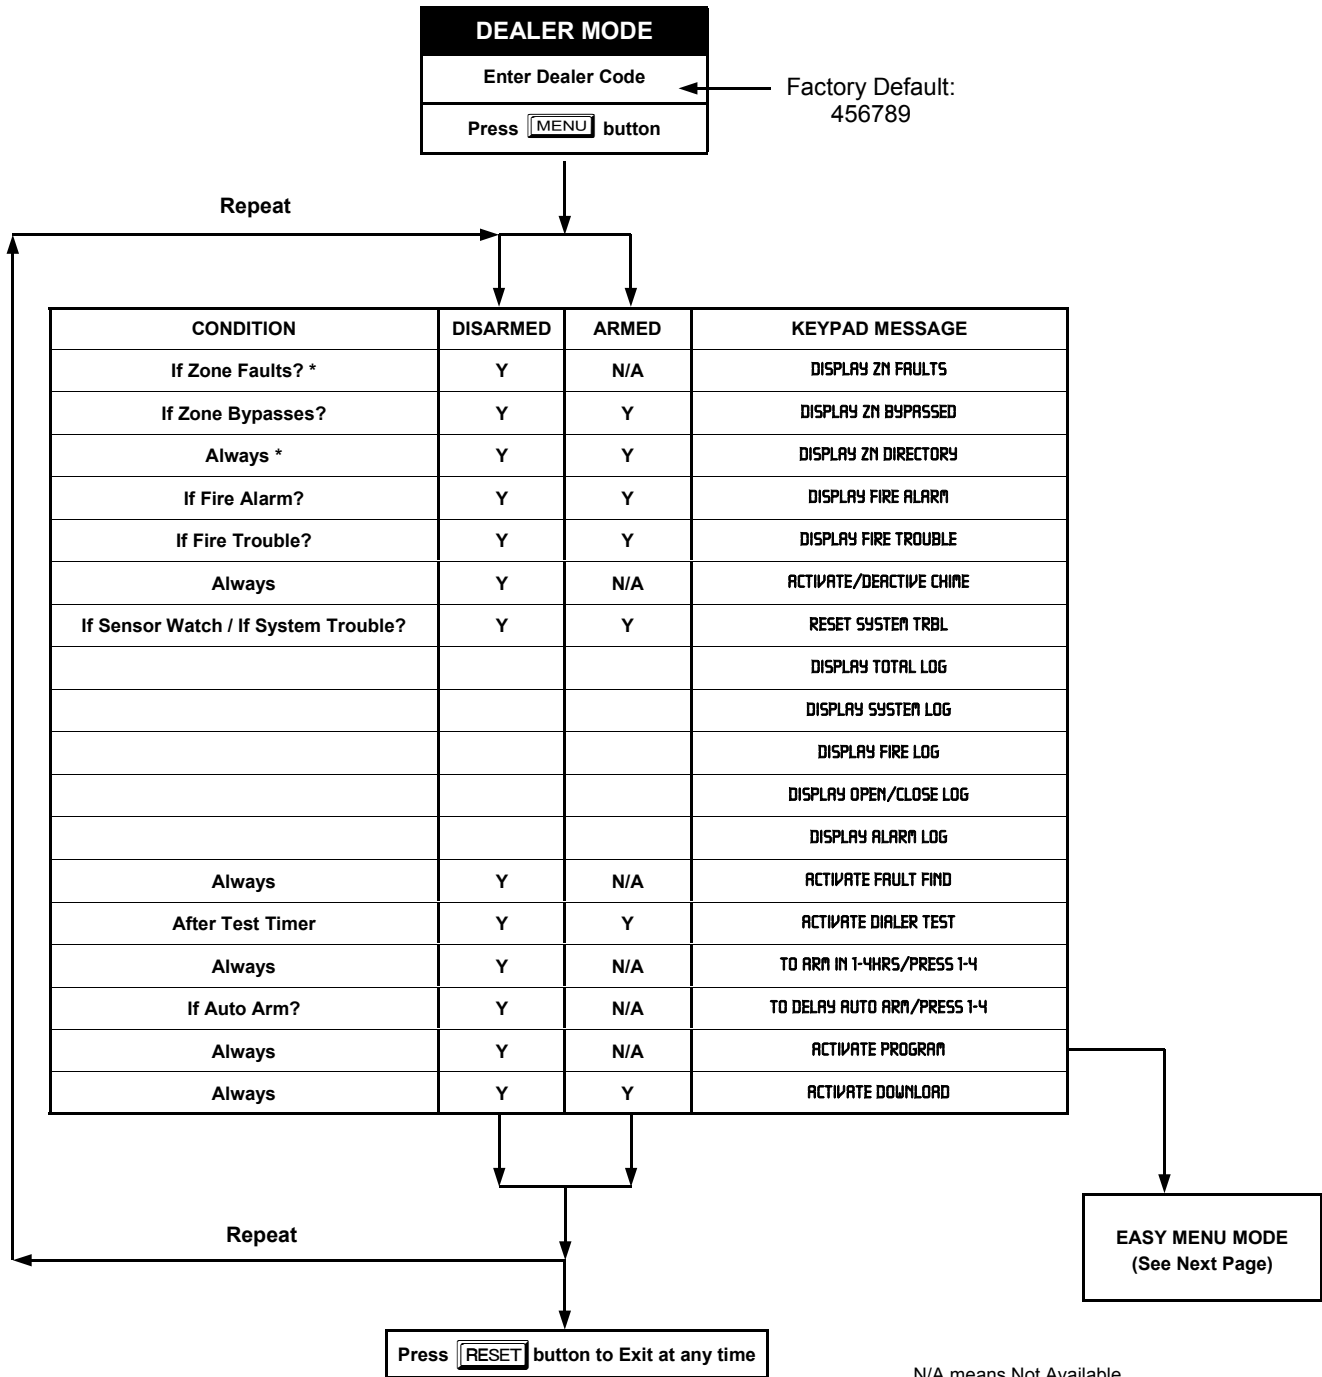 DEALER MODE
Enter Dealer Code
Factory Default:
456789
Press MENU button
Repeat
CONDITION DISARMED ARMED KEYPAD MESSAGE
If Zone Faults? * Y N/A DISPLAY ZN FAULTS
If Zone Bypasses? Y Y DISPLAY ZN BYPASSED
Always * Y Y DISPLAY ZN DIRECTORY
If Fire Alarm? Y Y DISPLAY FIRE ALARM
If Fire Trouble? Y Y DISPLAY FIRE TROUBLE
Always Y N/A ACTIVATE/DEACTIVE CHIME
If Sensor Watch / If System Trouble? Y Y RESET SYSTEM TRBL
DISPLAY TOTAL LOG
DISPLAY SYSTEM LOG
DISPLAY FIRE LOG
DISPLAY OPEN/CLOSE LOG
DISPLAY ALARM LOG
Always Y N/A ACTIVATE FAULT FIND
After Test Timer Y Y ACTIVATE DIALER TEST
Always Y N/A TO ARM IN 1-4HRS/PRESS 1-4
If Auto Arm? Y N/A TO DELAY AUTO ARM/PRESS 1-4
Always Y N/A ACTIVATE PROGRAM
Always Y Y ACTIVATE DOWNLOAD
Repeat
EASY MENU MODE
(See Next Page)
Press RESET button to Exit at any time
N/A means Not Available